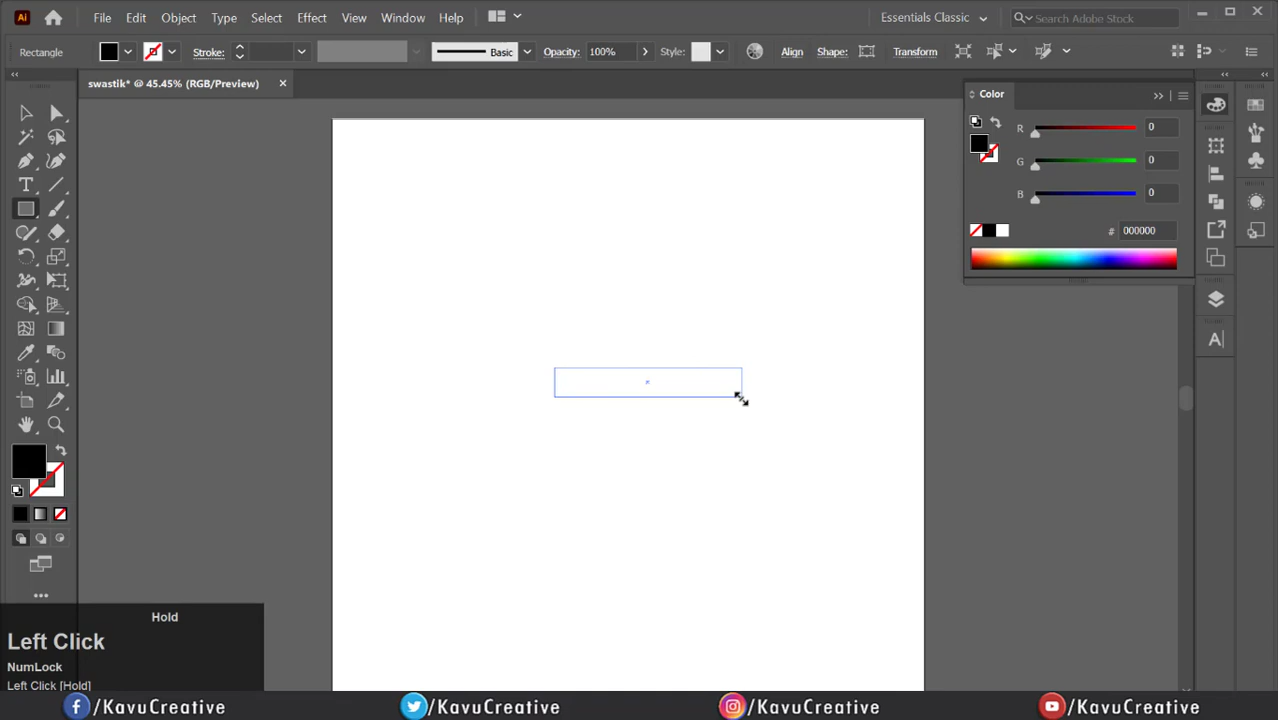 Ai File Edit Object Type Select Effect View Window Help Essentials Classic Search Adobe Stock
Rectangle Stroke: Basic Opacity: 100% Style: Align Shape: Transform
swastik* @ 45.45% (RGB/Preview)
Color
R 0
G 0
B 0
# 000000
Hold
Left Click
NumLock
Left Click [Hold]
/KavuCreative /KavuCreative /KavuCreative /KavuCreative